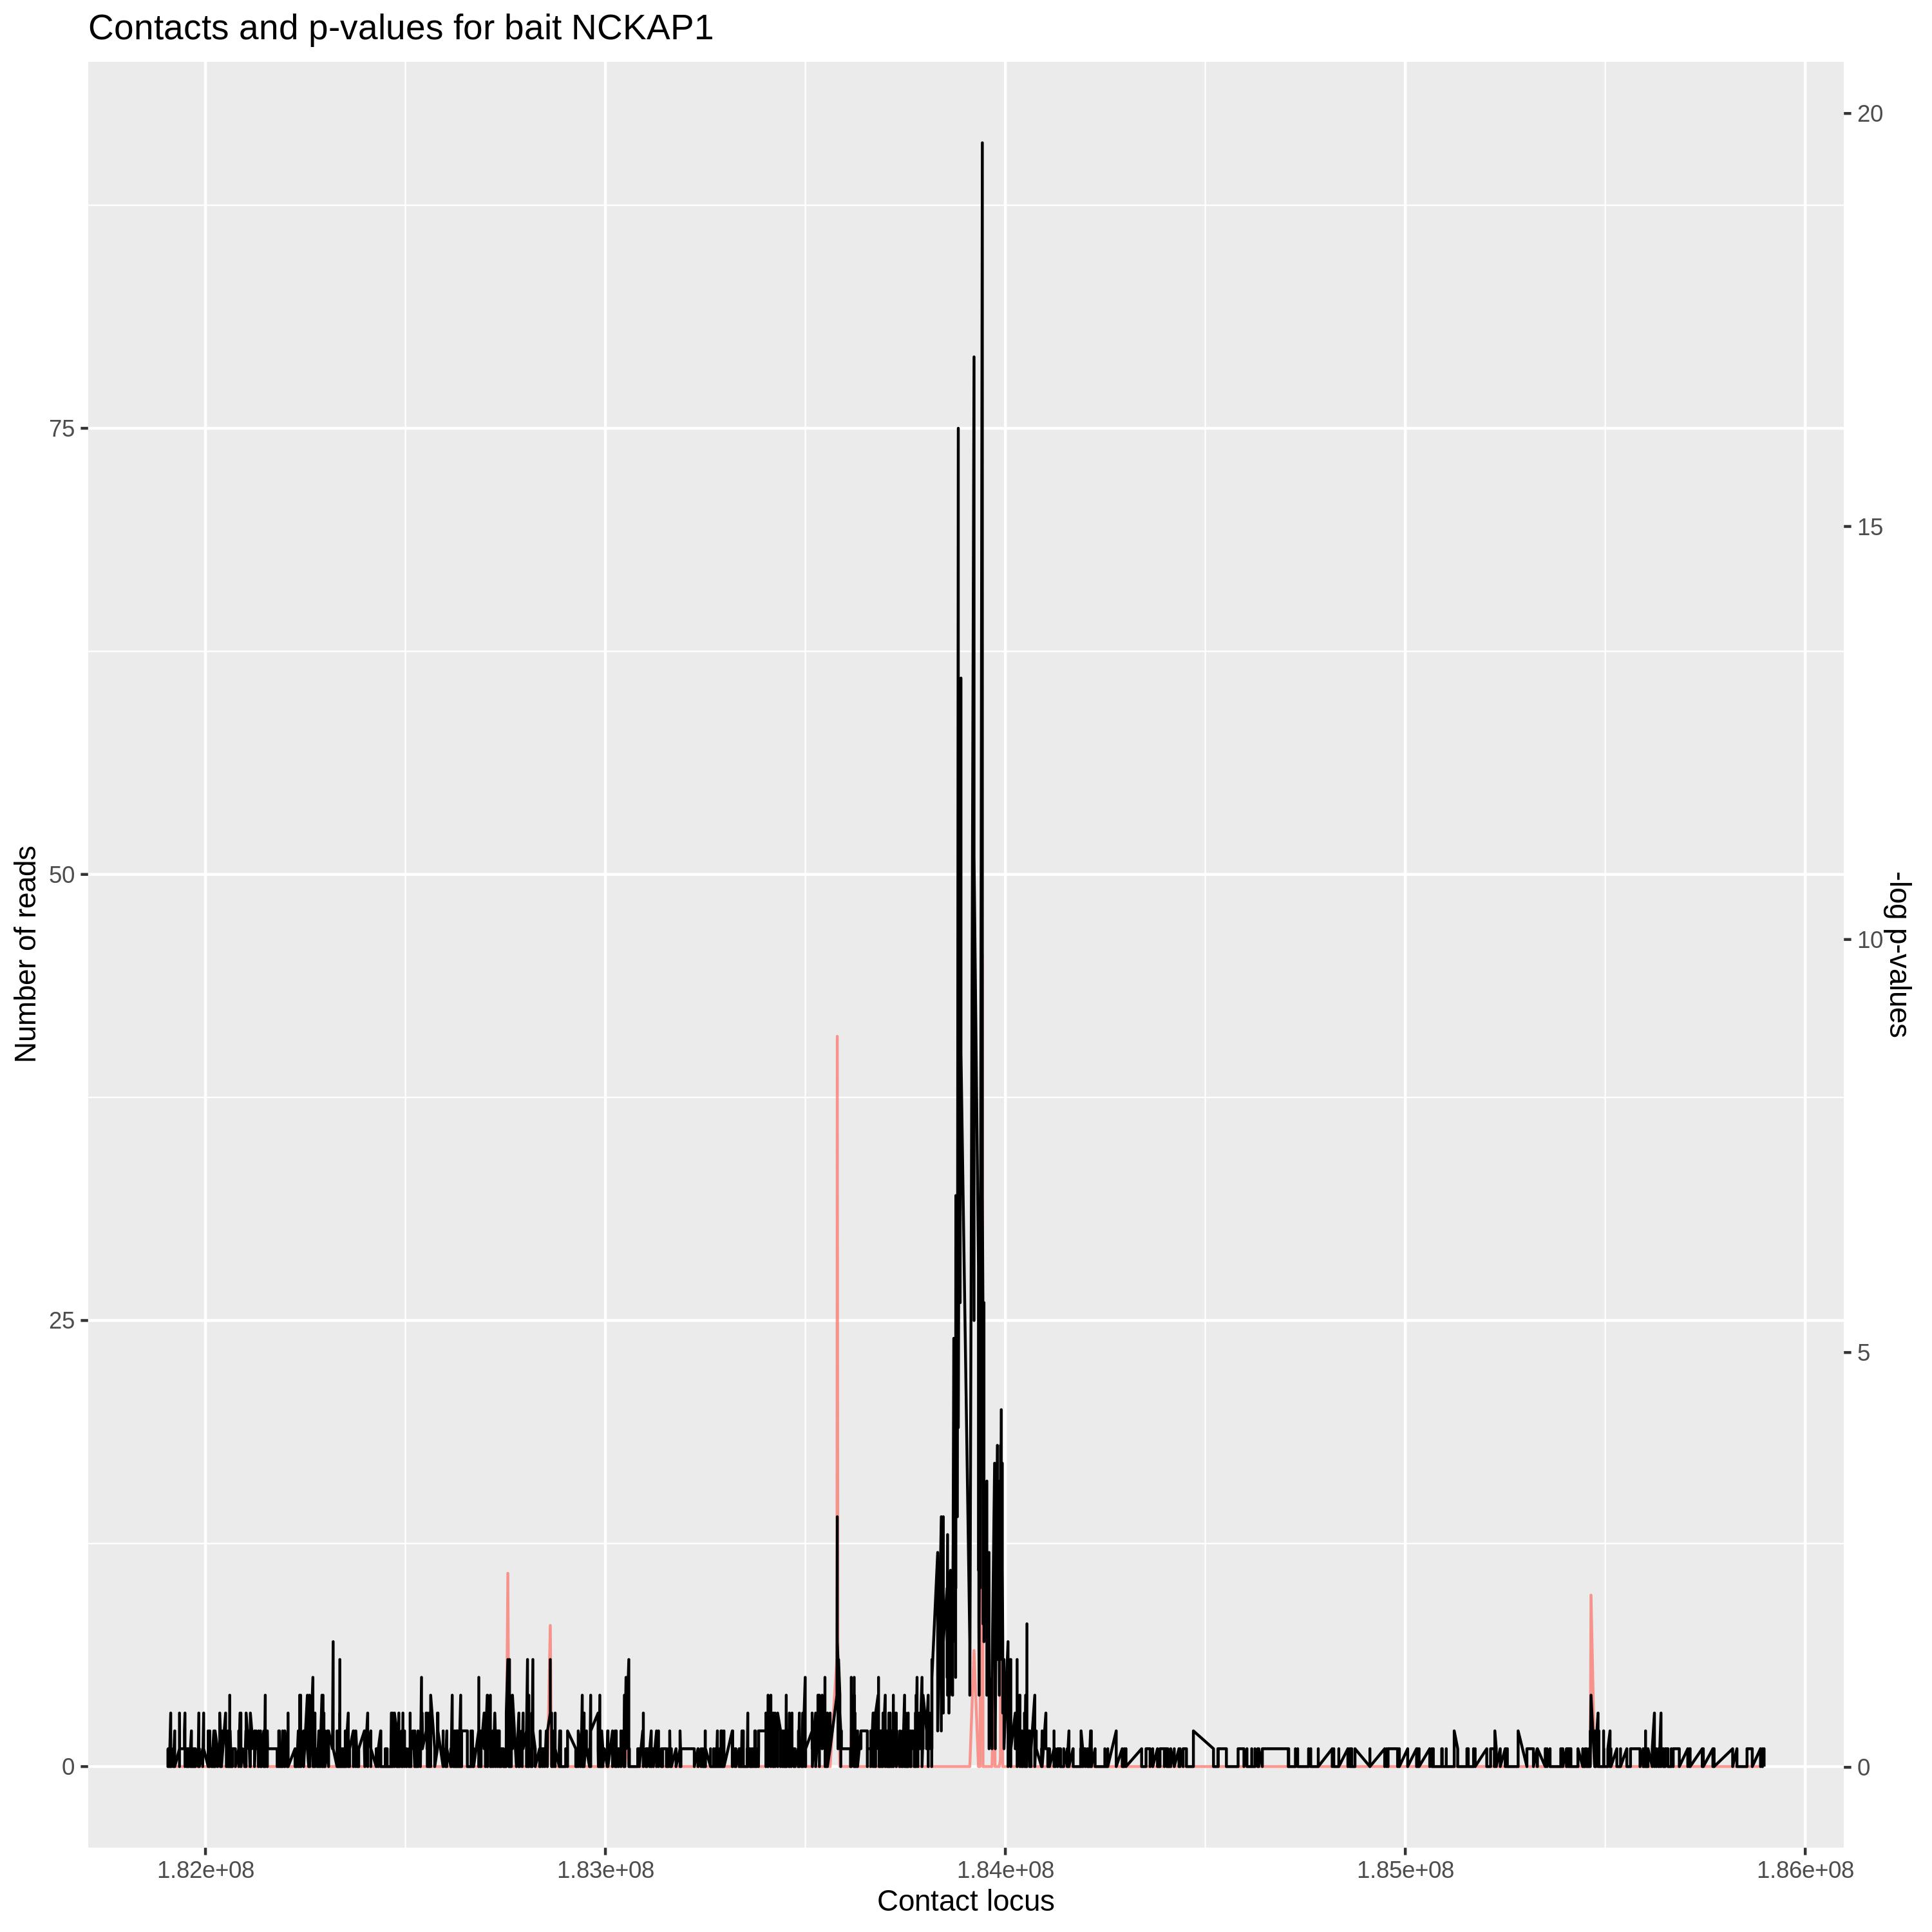 Contacts and p-values for bait NCKAP1
Number of reads
75
50
25
0
20
15
10
5
0
-log p-values
1.82e+08 1.83e+08 1.84e+08 1.85e+08 1.86e+08
Contact locus